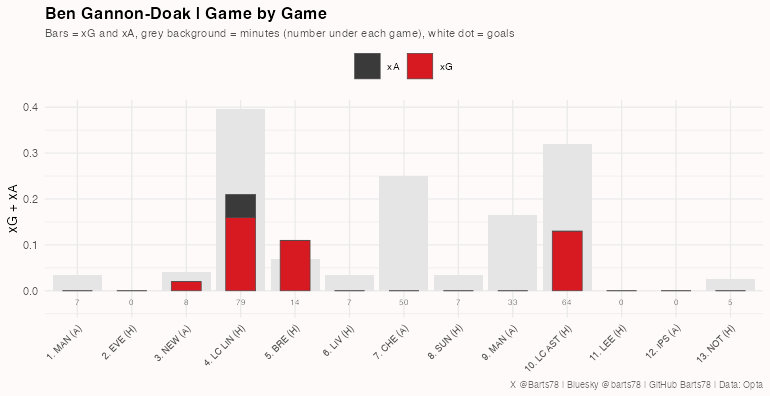 Ben Gannon-Doak | Game by Game
Bars = xG and xA, grey background = minutes (number under each game), white dot = goals
xA
xG
xG + xA
0.4
0.3
0.2
0.1
0.0
7
0
8
79
14
7
50
7
33
64
0
0
5
1. MAN (A)
2. EVE (H)
3. NEW (A)
4. LC LIN (H)
5. BRE (H)
6. LIV (H)
7. CHE (A)
8. SUN (H)
9. MAN (A)
10. LC AST (H)
11. LEE (H)
12. IPS (A)
13. NOT (H)
X @Barts78 | Bluesky @barts78 | GitHub Barts78 | Data: Opta